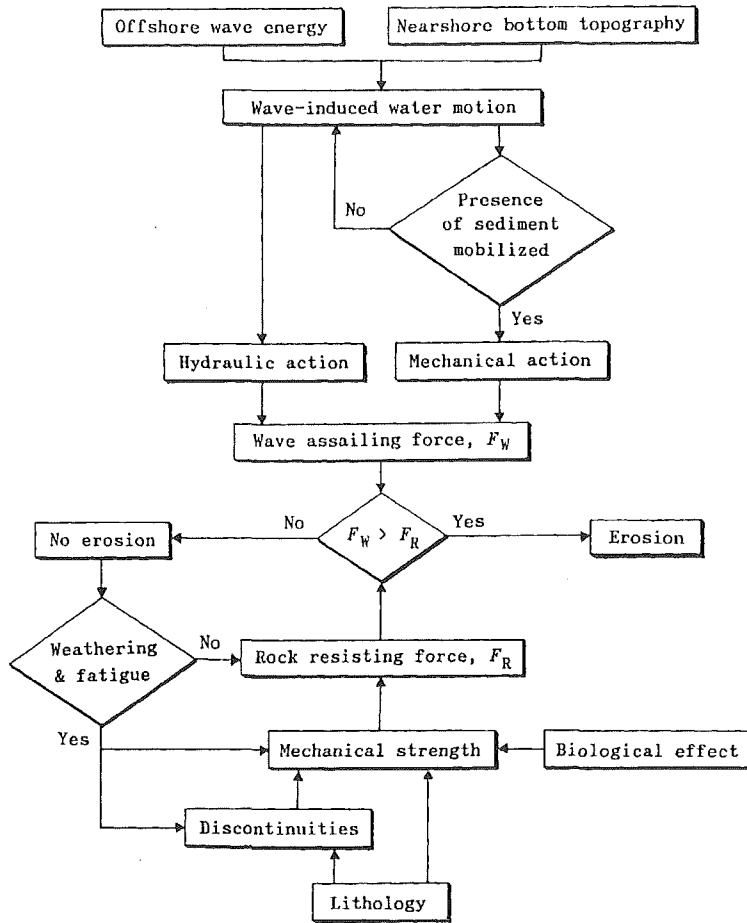 Offshore wave energy
Nearshore bottom topography
Wave-induced water motion
No
Presence
of sediment
mobilized
Yes
Hydraulic action
Mechanical action
Wave assailing force, F_W
No
F_W > F_R
Yes
No erosion
Erosion
Weathering
& fatigue
No
Rock resisting force, F_R
Yes
Mechanical strength
Biological effect
Discontinuities
Lithology